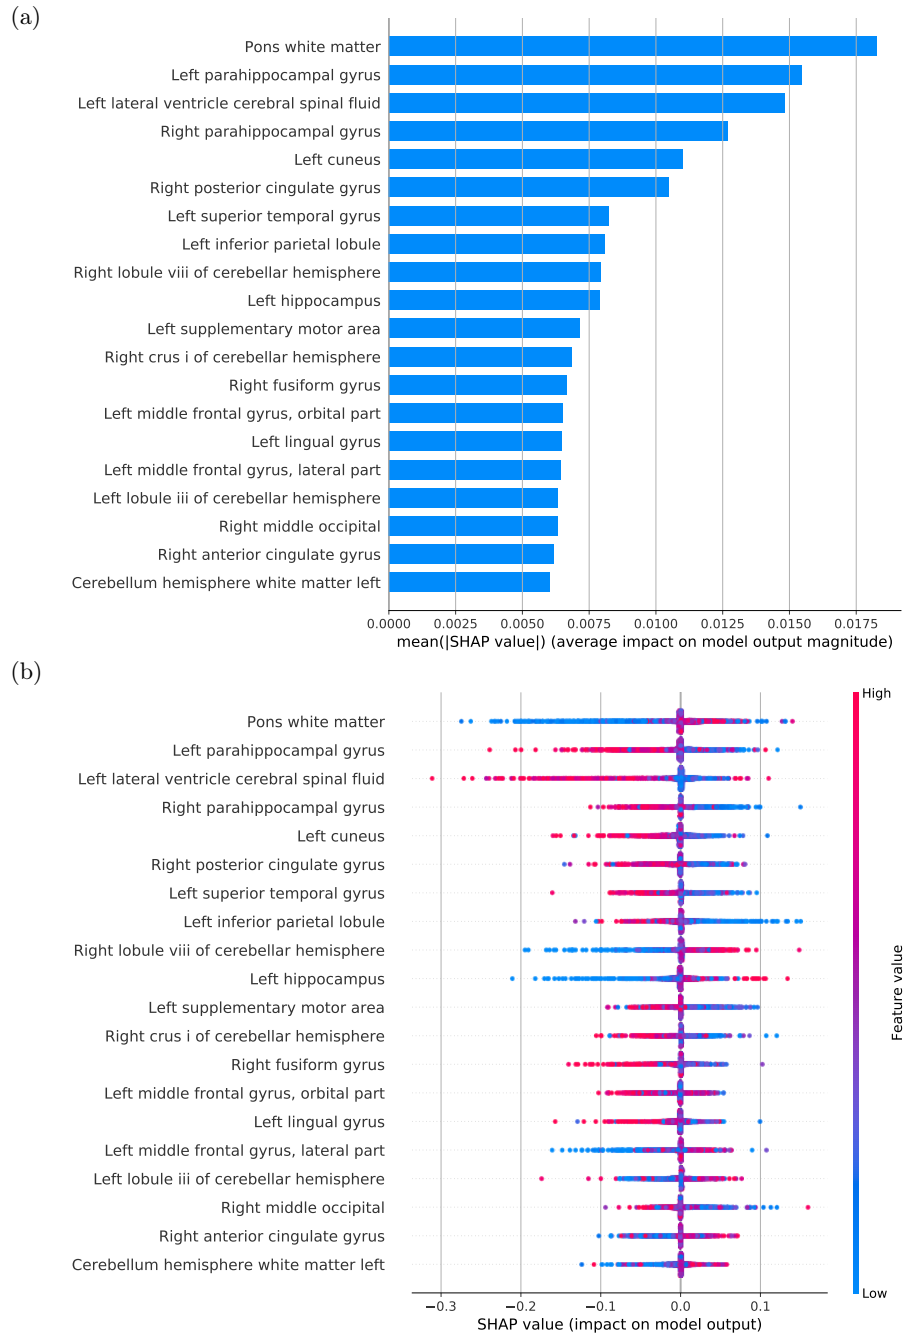 (a)
Pons white matter
Left parahippocampal gyrus
Left lateral ventricle cerebral spinal fluid
Right parahippocampal gyrus
Left cuneus
Right posterior cingulate gyrus
Left superior temporal gyrus
Left inferior parietal lobule
Right lobule viii of cerebellar hemisphere
Left hippocampus
Left supplementary motor area
Right crus i of cerebellar hemisphere
Right fusiform gyrus
Left middle frontal gyrus, orbital part
Left lingual gyrus
Left middle frontal gyrus, lateral part
Left lobule iii of cerebellar hemisphere
Right middle occipital
Right anterior cingulate gyrus
Cerebellum hemisphere white matter left
0.0000 0.0025 0.0050 0.0075 0.0100 0.0125 0.0150 0.0175
mean(|SHAP value|) (average impact on model output magnitude)
(b)
High
Pons white matter
Left parahippocampal gyrus
Left lateral ventricle cerebral spinal fluid
Right parahippocampal gyrus
Left cuneus
Right posterior cingulate gyrus
Left superior temporal gyrus
Left inferior parietal lobule
Right lobule viii of cerebellar hemisphere
Left hippocampus
Left supplementary motor area
Right crus i of cerebellar hemisphere
Right fusiform gyrus
Left middle frontal gyrus, orbital part
Left lingual gyrus
Left middle frontal gyrus, lateral part
Left lobule iii of cerebellar hemisphere
Right middle occipital
Right anterior cingulate gyrus
Cerebellum hemisphere white matter left
Feature value
Low
−0.3 −0.2 −0.1 0.0 0.1
SHAP value (impact on model output)